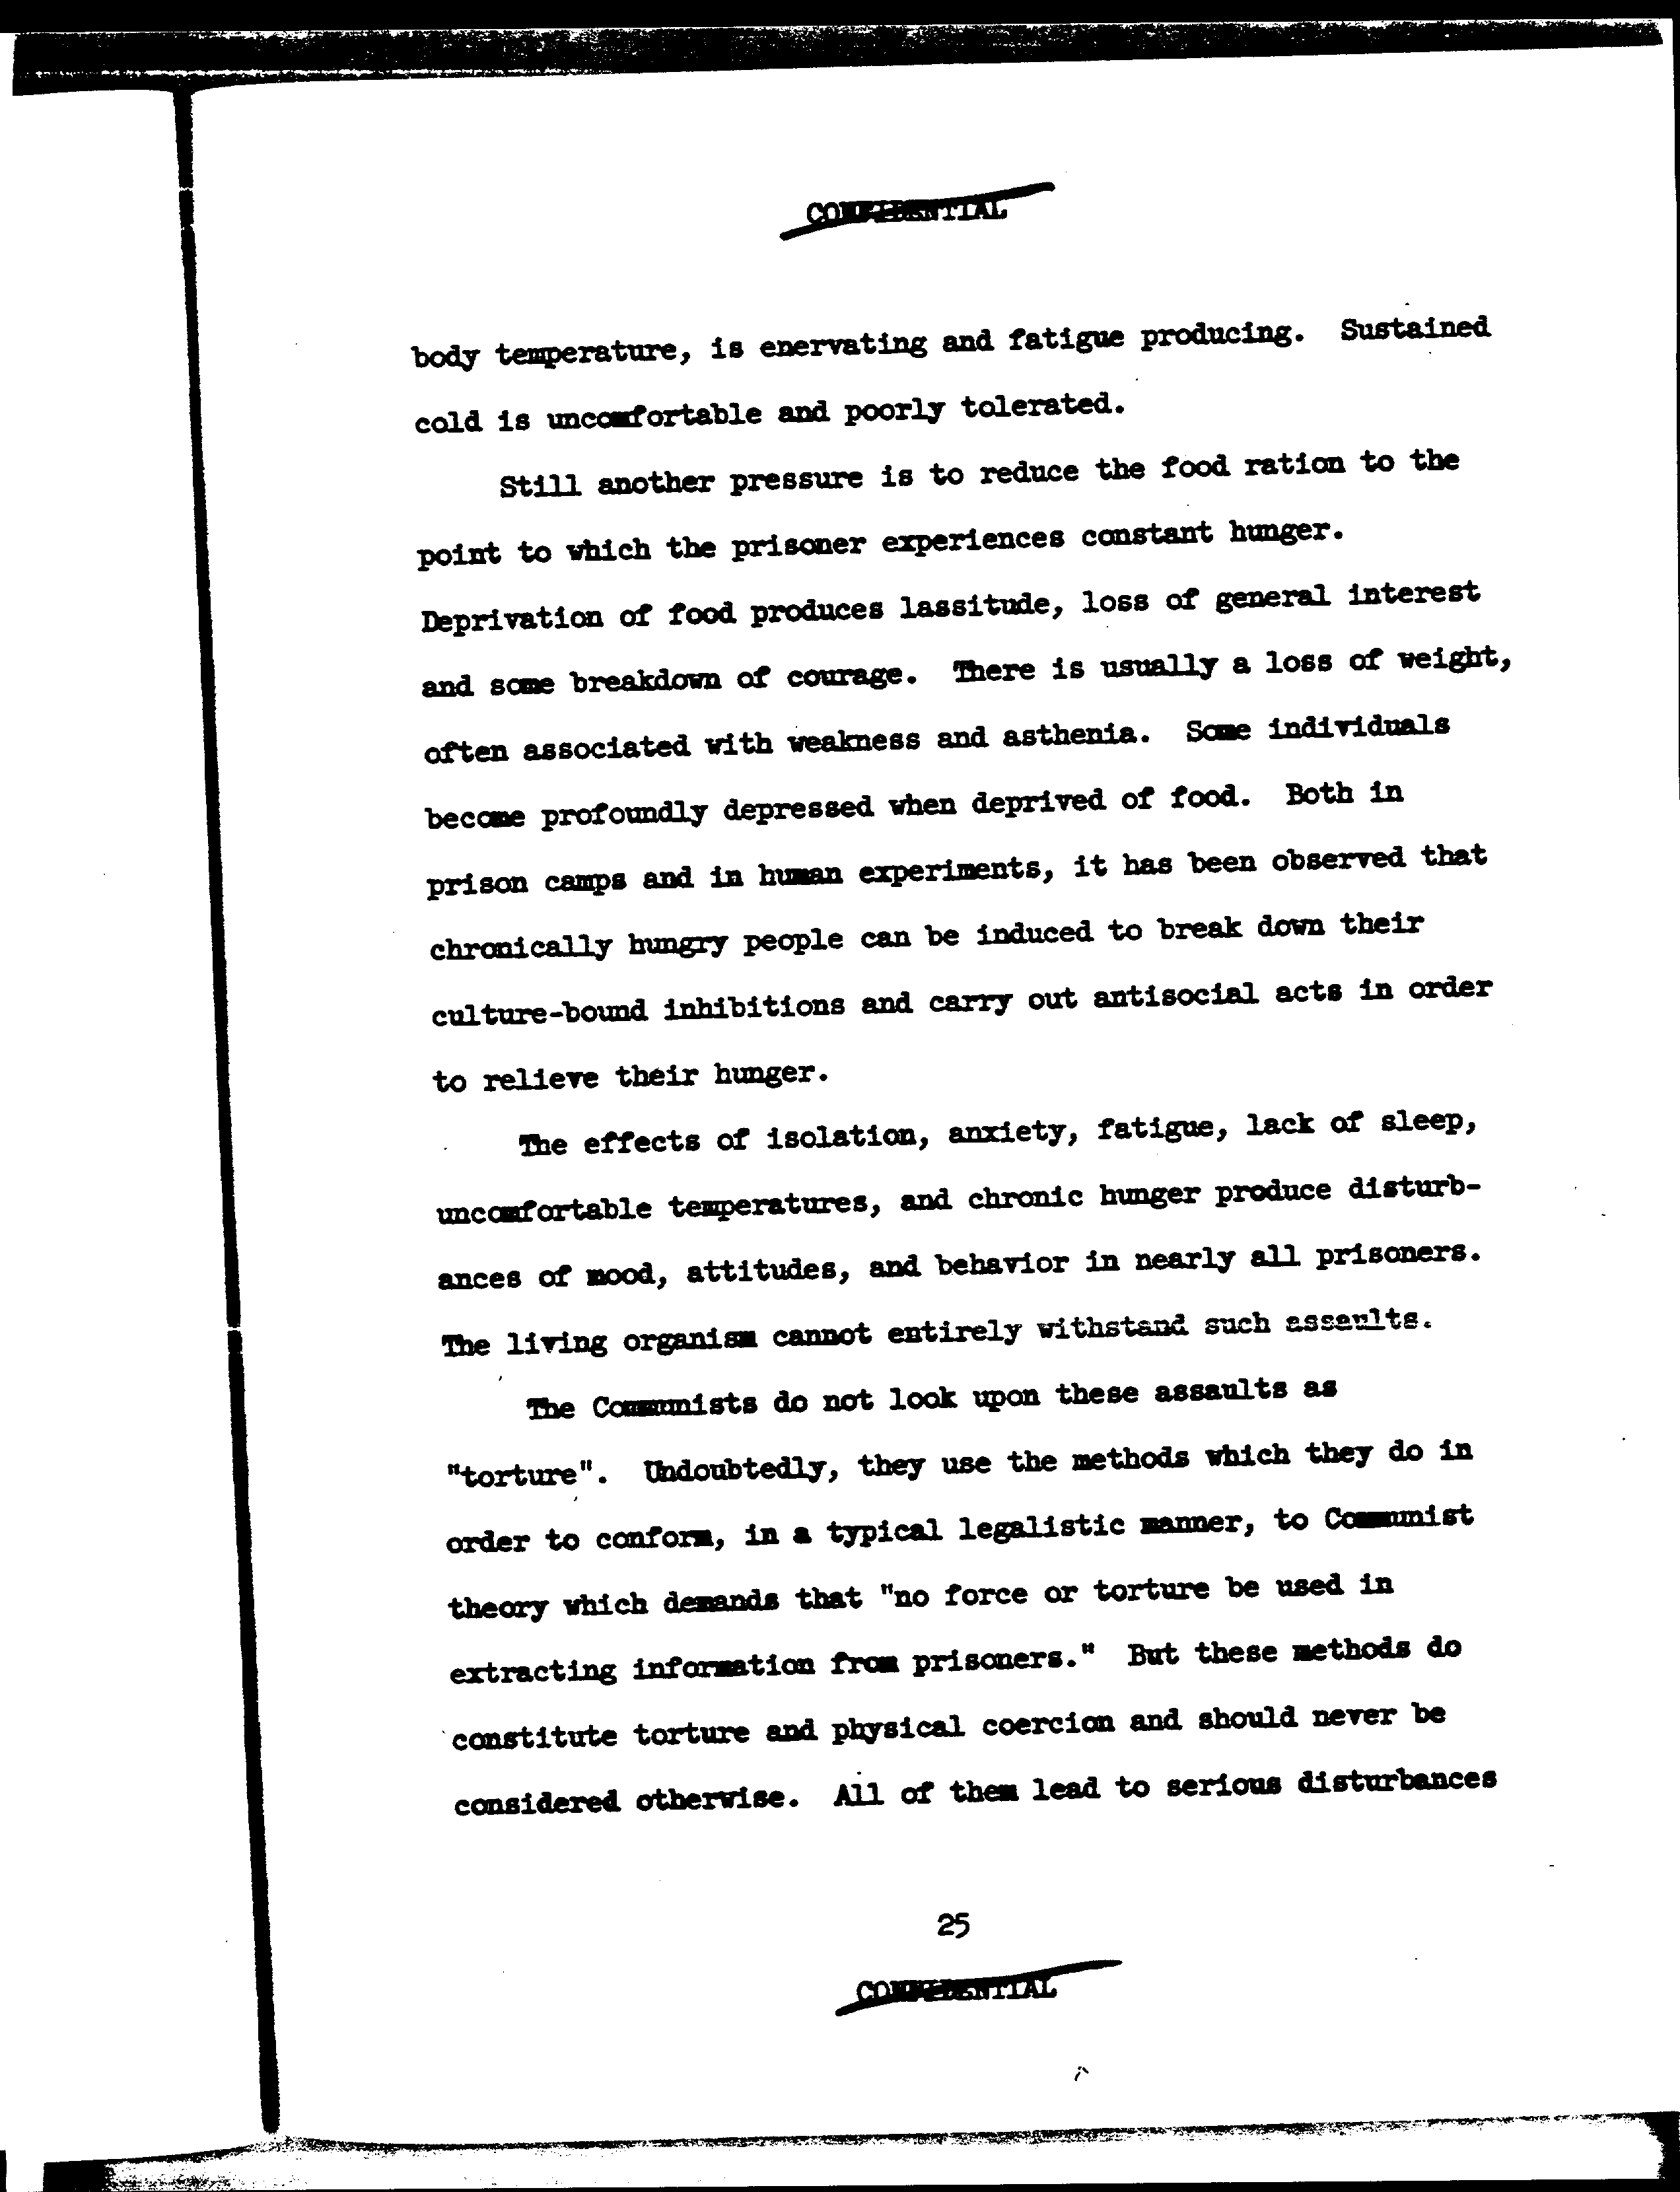 CONFIDENTIAL
body temperature, is enervating and fatigue producing. Sustained
cold is uncomfortable and poorly tolerated.
Still another pressure is to reduce the food ration to the
point to which the prisoner experiences constant hunger.
Deprivation of food produces lassitude, loss of general interest
and some breakdown of courage. There is usually a loss of weight,
often associated with weakness and asthenia. Some individuals
become profoundly depressed when deprived of food. Both in
prison camps and in human experiments, it has been observed that
chronically hungry people can be induced to break down their
culture-bound inhibitions and carry out antisocial acts in order
to relieve their hunger.
The effects of isolation, anxiety, fatigue, lack of sleep,
uncomfortable temperatures, and chronic hunger produce disturb-
ances of mood, attitudes, and behavior in nearly all prisoners.
The living organism cannot entirely withstand such assaults.
The Communists do not look upon these assaults as
"torture". Undoubtedly, they use the methods which they do in
order to conform, in a typical legalistic manner, to Communist
theory which demands that "no force or torture be used in
extracting information from prisoners." But these methods do
constitute torture and physical coercion and should never be
considered otherwise. All of them lead to serious disturbances
25
CONFIDENTIAL